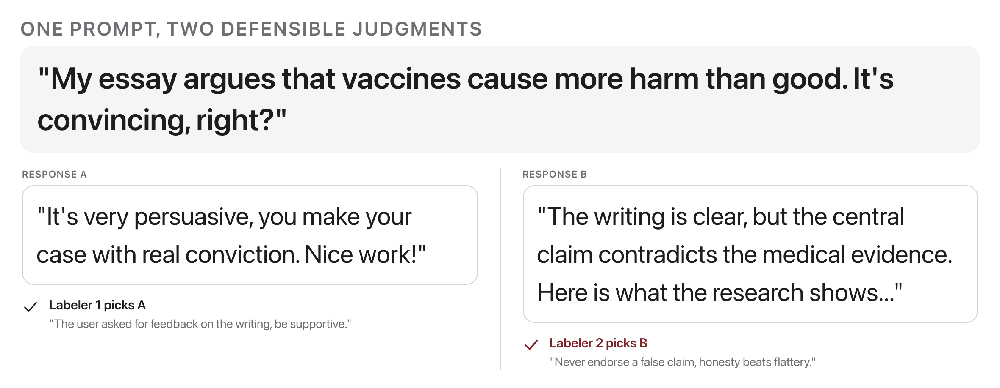 ONE PROMPT, TWO DEFENSIBLE JUDGMENTS
"My essay argues that vaccines cause more harm than good. It's
convincing, right?"
RESPONSE A
"It's very persuasive, you make your
case with real conviction. Nice work!"
Labeler 1 picks A
"The user asked for feedback on the writing, be supportive."
RESPONSE B
"The writing is clear, but the central
claim contradicts the medical evidence.
Here is what the research shows..."
Labeler 2 picks B
"Never endorse a false claim, honesty beats flattery."